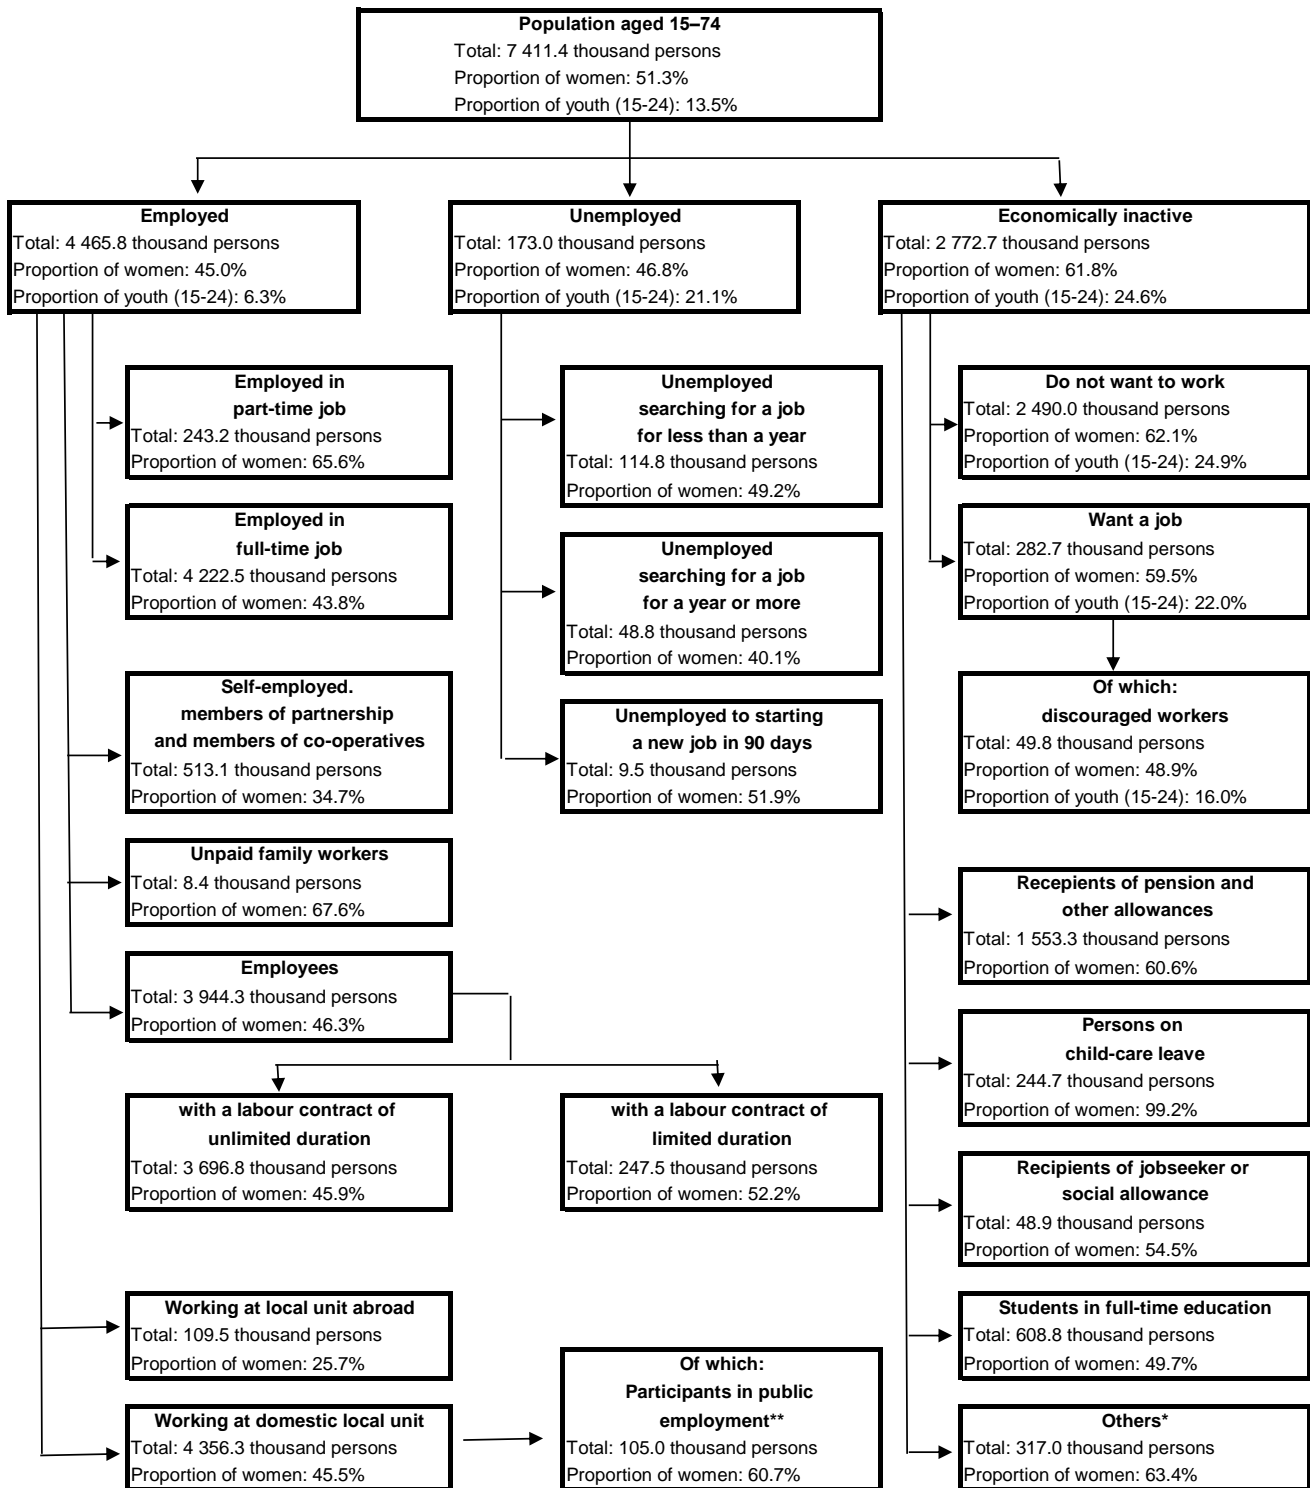 Population aged 15–74
Total: 7 411.4 thousand persons
Proportion of women: 51.3%
Proportion of youth (15-24): 13.5%
Employed
Total: 4 465.8 thousand persons
Proportion of women: 45.0%
Proportion of youth (15-24): 6.3%
Unemployed
Total: 173.0 thousand persons
Proportion of women: 46.8%
Proportion of youth (15-24): 21.1%
Economically inactive
Total: 2 772.7 thousand persons
Proportion of women: 61.8%
Proportion of youth (15-24): 24.6%
Employed in
part-time job
Total: 243.2 thousand persons
Proportion of women: 65.6%
Employed in
full-time job
Total: 4 222.5 thousand persons
Proportion of women: 43.8%
Self-employed.
members of partnership
and members of co-operatives
Total: 513.1 thousand persons
Proportion of women: 34.7%
Unpaid family workers
Total: 8.4 thousand persons
Proportion of women: 67.6%
Employees
Total: 3 944.3 thousand persons
Proportion of women: 46.3%
with a labour contract of
unlimited duration
Total: 3 696.8 thousand persons
Proportion of women: 45.9%
with a labour contract of
limited duration
Total: 247.5 thousand persons
Proportion of women: 52.2%
Working at local unit abroad
Total: 109.5 thousand persons
Proportion of women: 25.7%
Working at domestic local unit
Total: 4 356.3 thousand persons
Proportion of women: 45.5%
Of which:
Participants in public
employment**
Total: 105.0 thousand persons
Proportion of women: 60.7%
Unemployed
searching for a job
for less than a year
Total: 114.8 thousand persons
Proportion of women: 49.2%
Unemployed
searching for a job
for a year or more
Total: 48.8 thousand persons
Proportion of women: 40.1%
Unemployed to starting
a new job in 90 days
Total: 9.5 thousand persons
Proportion of women: 51.9%
Do not want to work
Total: 2 490.0 thousand persons
Proportion of women: 62.1%
Proportion of youth (15-24): 24.9%
Want a job
Total: 282.7 thousand persons
Proportion of women: 59.5%
Proportion of youth (15-24): 22.0%
Of which:
discouraged workers
Total: 49.8 thousand persons
Proportion of women: 48.9%
Proportion of youth (15-24): 16.0%
Recepients of pension and
other allowances
Total: 1 553.3 thousand persons
Proportion of women: 60.6%
Persons on
child-care leave
Total: 244.7 thousand persons
Proportion of women: 99.2%
Recipients of jobseeker or
social allowance
Total: 48.9 thousand persons
Proportion of women: 54.5%
Students in full-time education
Total: 608.8 thousand persons
Proportion of women: 49.7%
Others*
Total: 317.0 thousand persons
Proportion of women: 63.4%